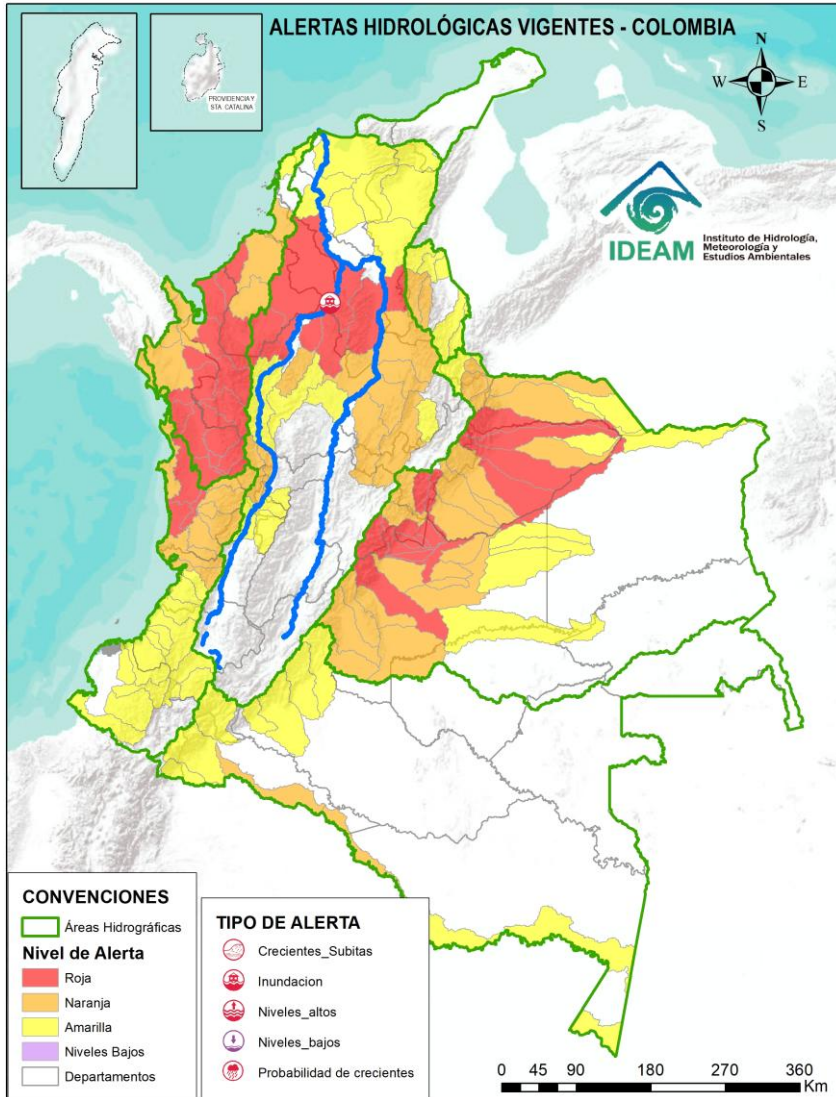 ALERTAS HIDROLÓGICAS VIGENTES - COLOMBIA
PROVIDENCIA Y
STA. CATALINA
N
W
E
S
IDEAM
Instituto de Hidrología,
Meteorología y
Estudios Ambientales
CONVENCIONES
Áreas Hidrográficas
Nivel de Alerta
Roja
Naranja
Amarilla
Niveles Bajos
Departamentos
TIPO DE ALERTA
Crecientes_Subitas
Inundacion
Niveles_altos
Niveles_bajos
Probabilidad de crecientes
0 45 90 180 270 360
Km